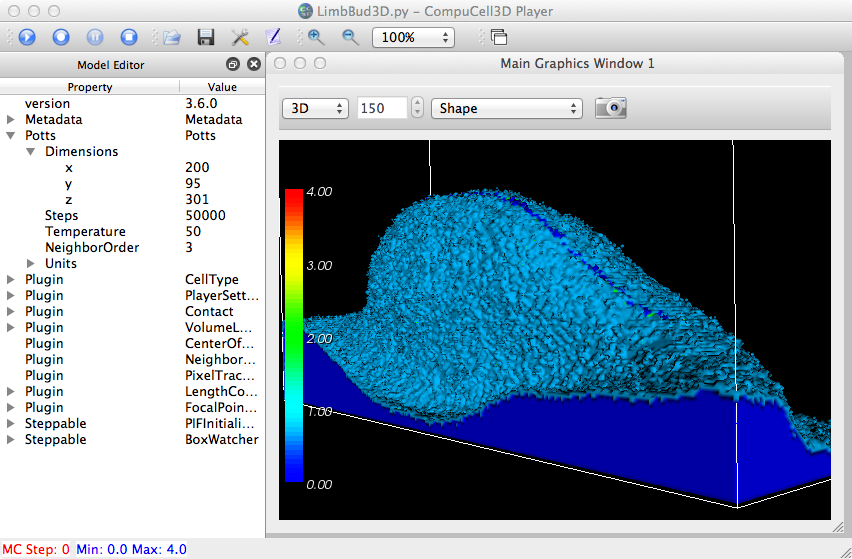 LimbBud3D.py - CompuCell3D Player
100%
Model Editor
Property Value
version 3.6.0
Metadata Metadata
Potts Potts
Dimensions
x 200
y 95
z 301
Steps 50000
Temperature 50
NeighborOrder 3
Units
Plugin CellType
Plugin PlayerSett...
Plugin Contact
Plugin VolumeL...
Plugin CenterOf...
Plugin Neighbor...
Plugin PixelTrac...
Plugin LengthCo...
Plugin FocalPoin...
Steppable PIFInitiali...
Steppable BoxWatcher
Main Graphics Window 1
3D 150 Shape
4.00
3.00
2.00
1.00
0.00
MC Step: 0 Min: 0.0 Max: 4.0